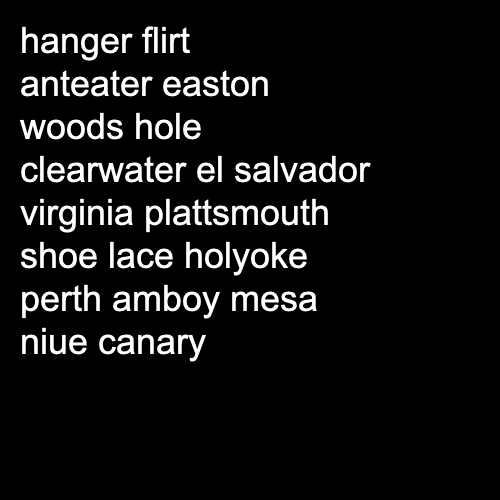 hanger flirt
anteater easton
woods hole
clearwater el salvador
virginia plattsmouth
shoe lace holyoke
perth amboy mesa
niue canary